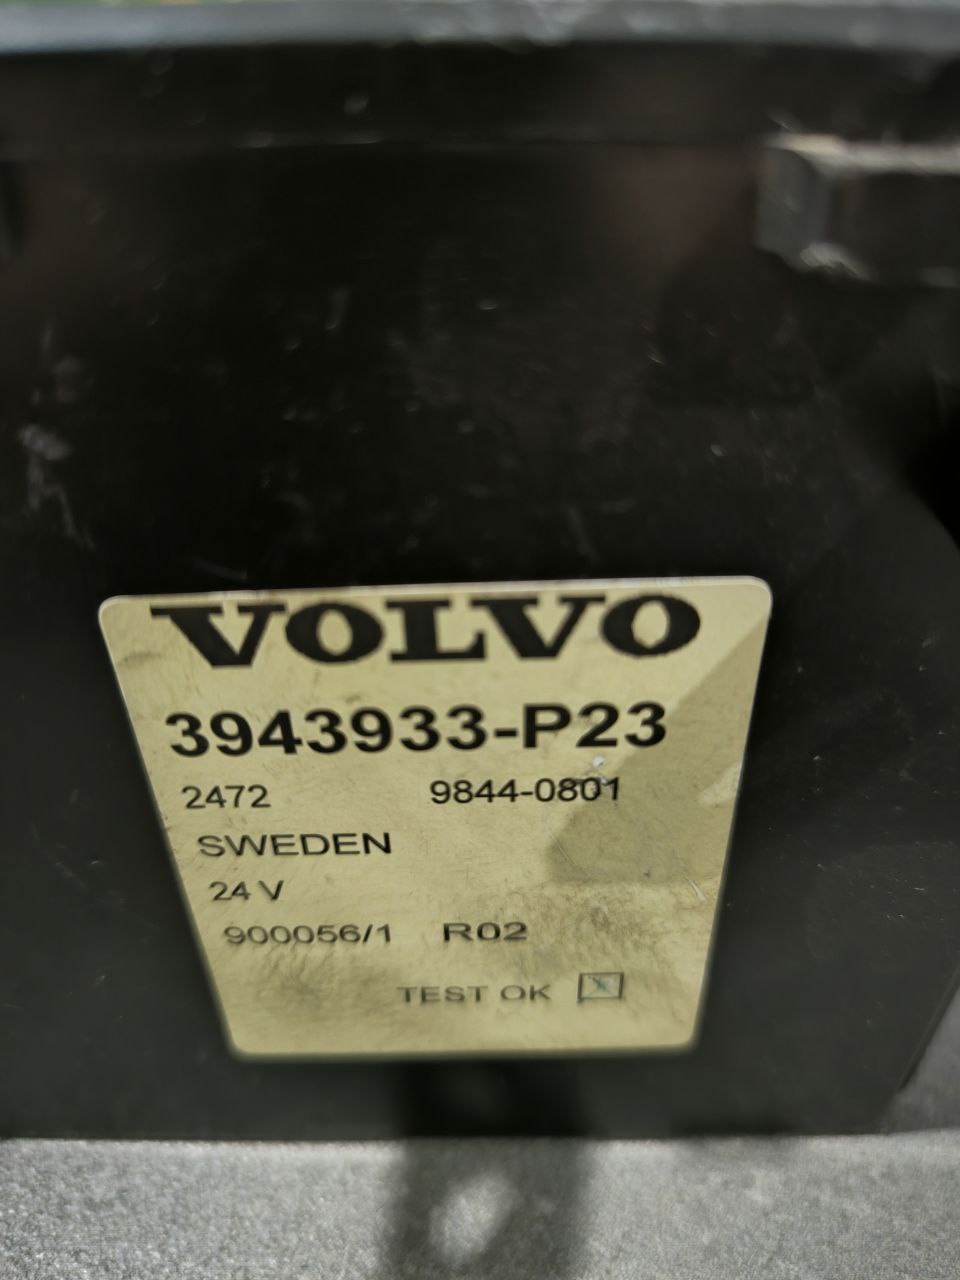 VOLVO
3943933-P23
2472 9844-0801
SWEDEN
24 V
900056/1 R02
TEST OK